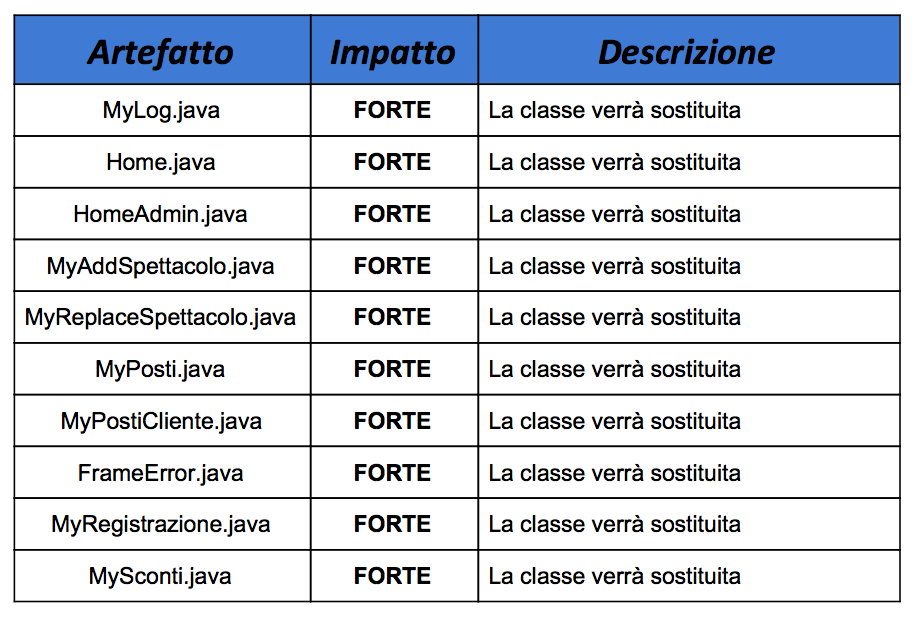 Artefatto Impatto Descrizione
MyLog.java FORTE La classe verrà sostituita
Home.java FORTE La classe verrà sostituita
HomeAdmin.java FORTE La classe verrà sostituita
MyAddSpettacolo.java FORTE La classe verrà sostituita
MyReplaceSpettacolo.java FORTE La classe verrà sostituita
MyPosti.java FORTE La classe verrà sostituita
MyPostiCliente.java FORTE La classe verrà sostituita
FrameError.java FORTE La classe verrà sostituita
MyRegistrazione.java FORTE La classe verrà sostituita
MySconti.java FORTE La classe verrà sostituita